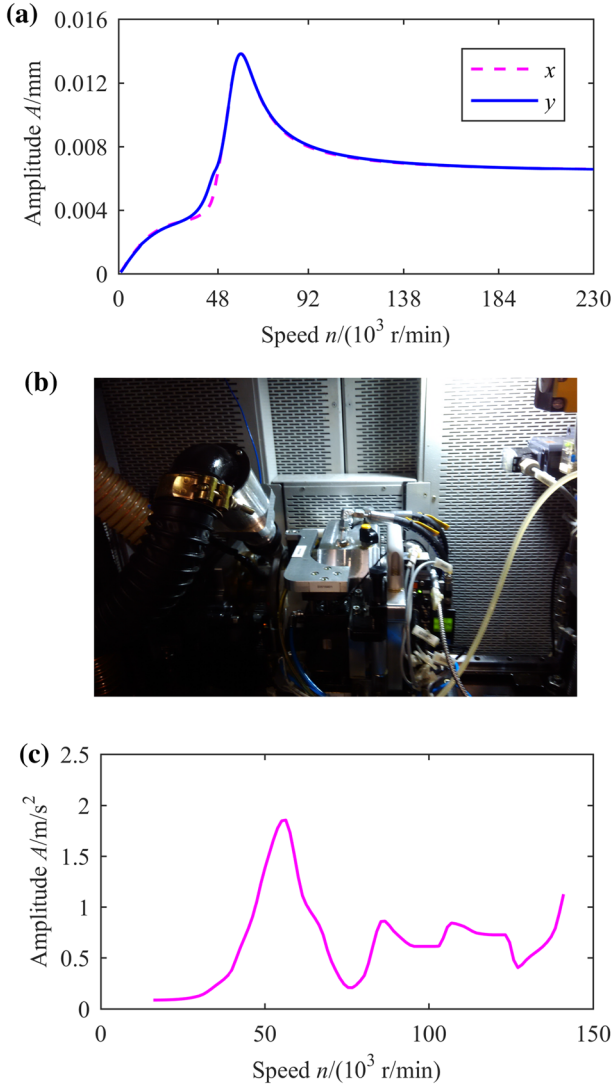 (a)
0.016
0.012
0.008
0.004
0
Amplitude A/mm
x
y
0 48 92 138 184 230
Speed n/(10³ r/min)
(b)
(c)
2.5
2
1.5
1
0.5
0
Amplitude A/m/s²
0 50 100 150
Speed n/(10³ r/min)